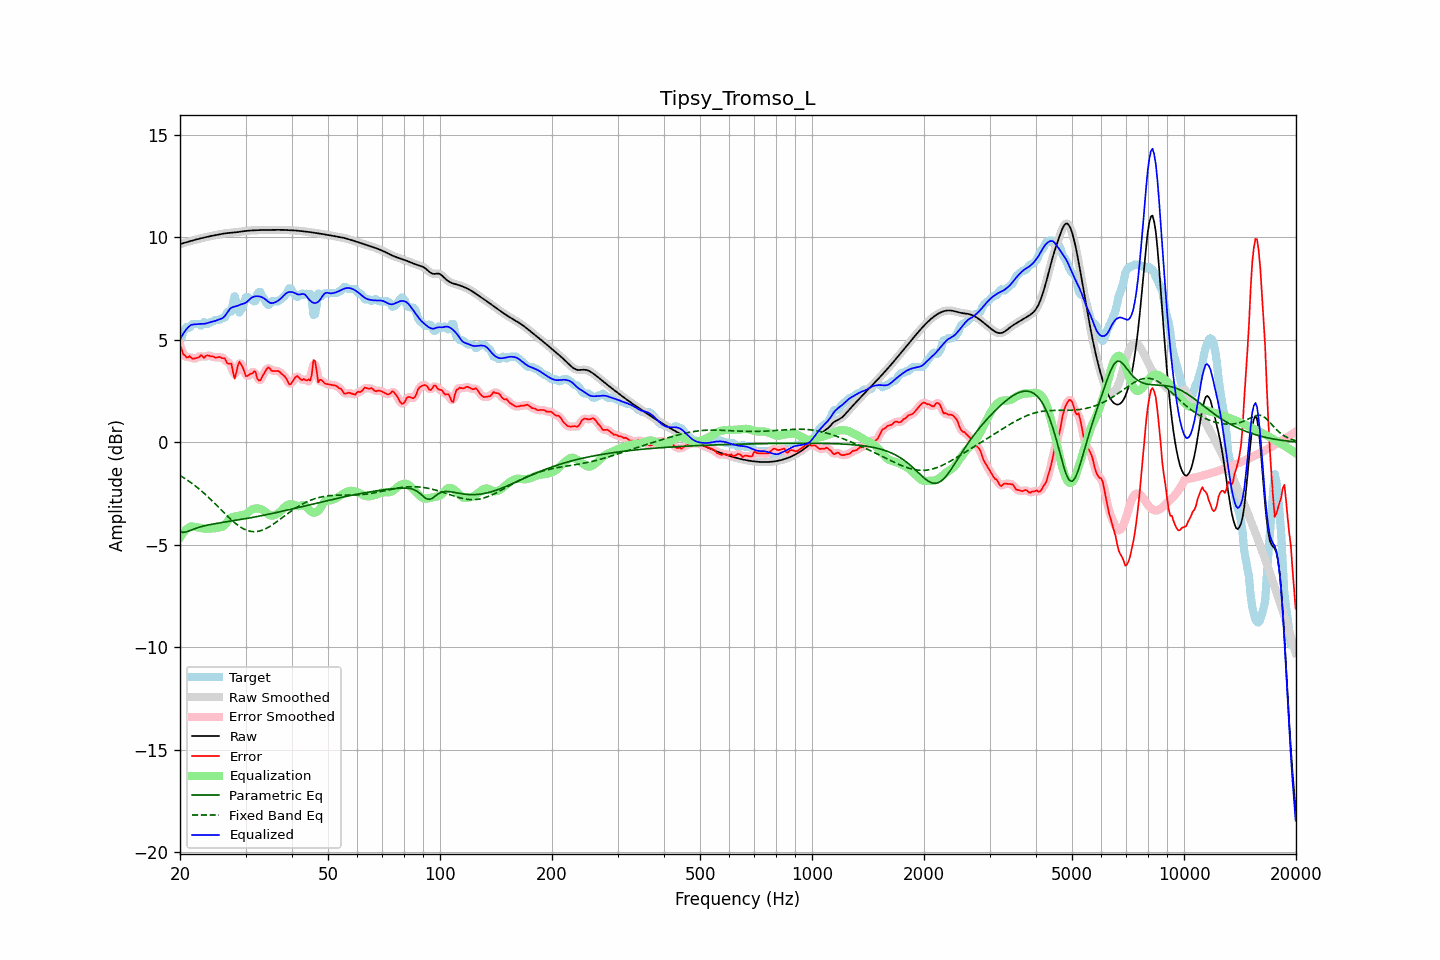 Tipsy_Tromso_L
15
10
5
0
−5
−10
−15
−20
Amplitude (dBr)
Target
Raw Smoothed
Error Smoothed
Raw
Error
Equalization
Parametric Eq
Fixed Band Eq
Equalized
20 50 100 200 500 1000 2000 5000 10000 20000
Frequency (Hz)